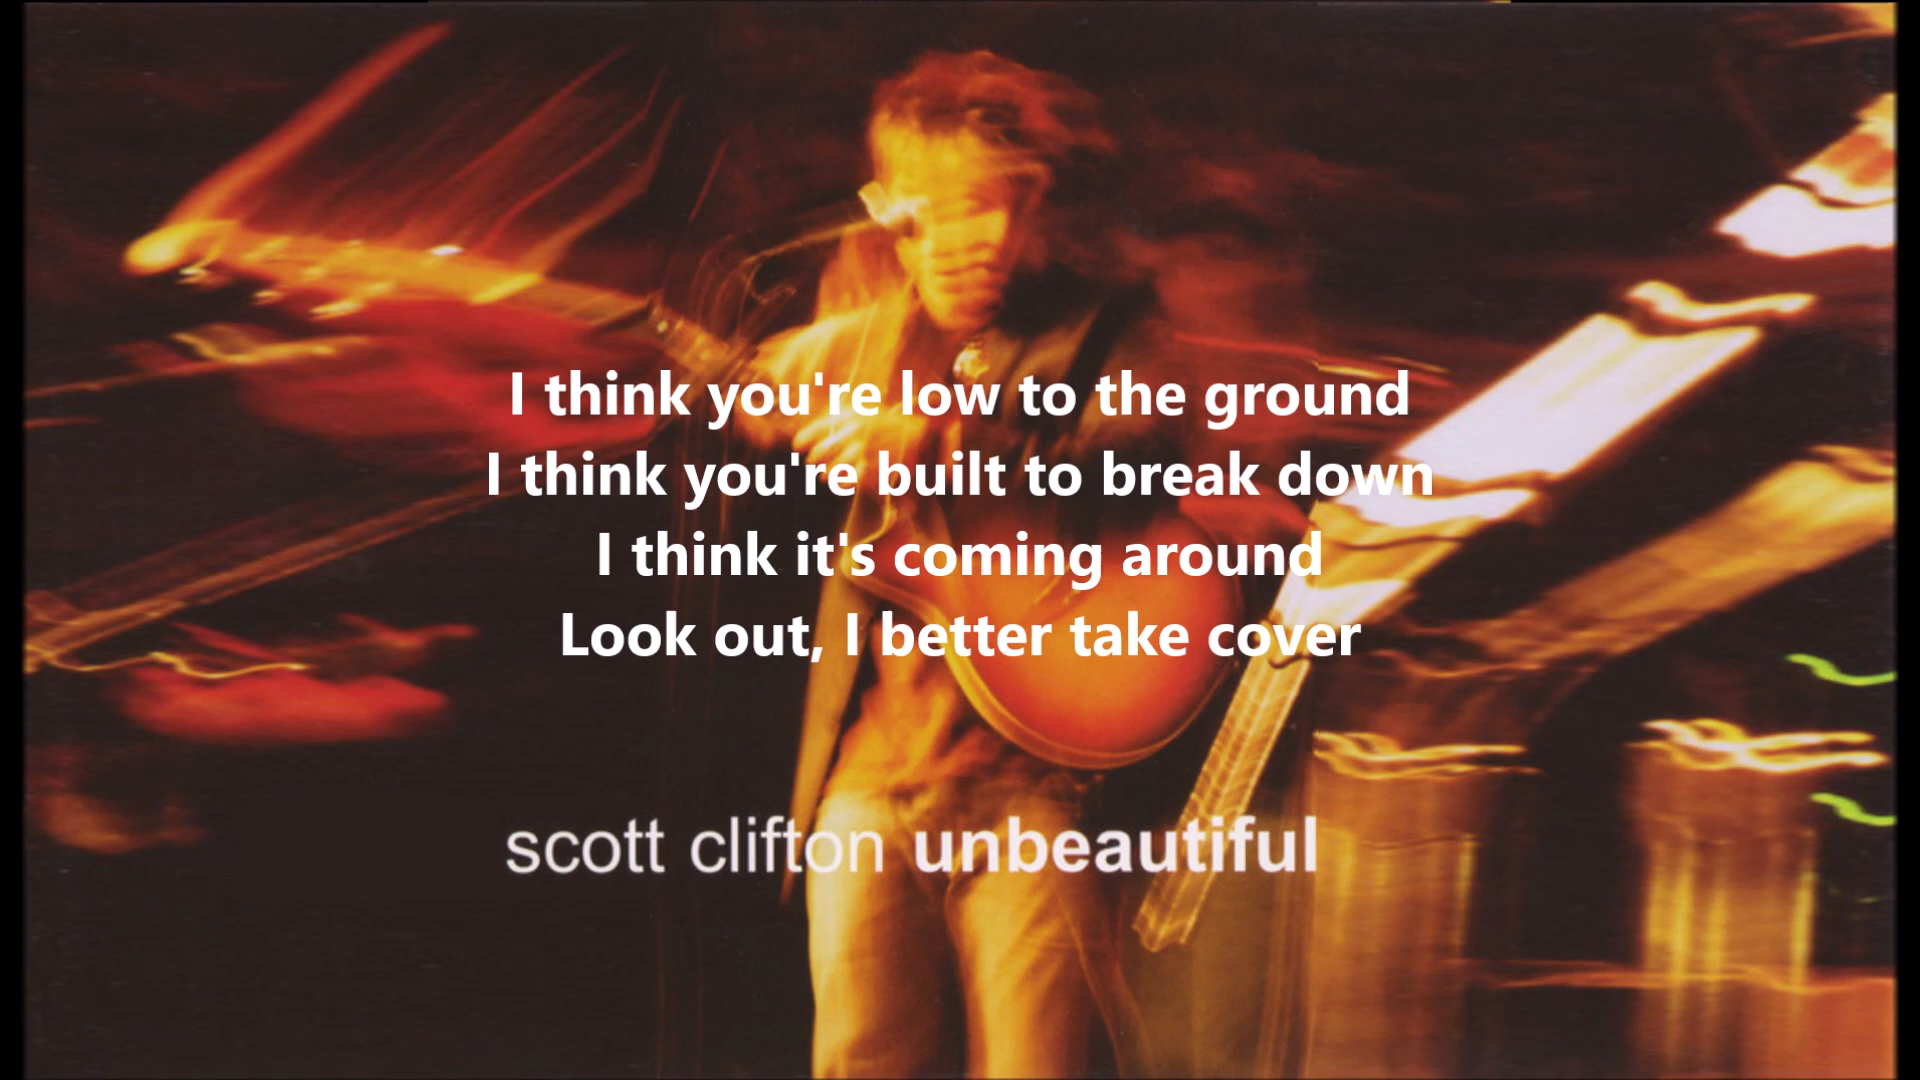 I think you're low to the ground
I think you're built to break down
I think it's coming around
Look out, I better take cover
scott clifton unbeautiful